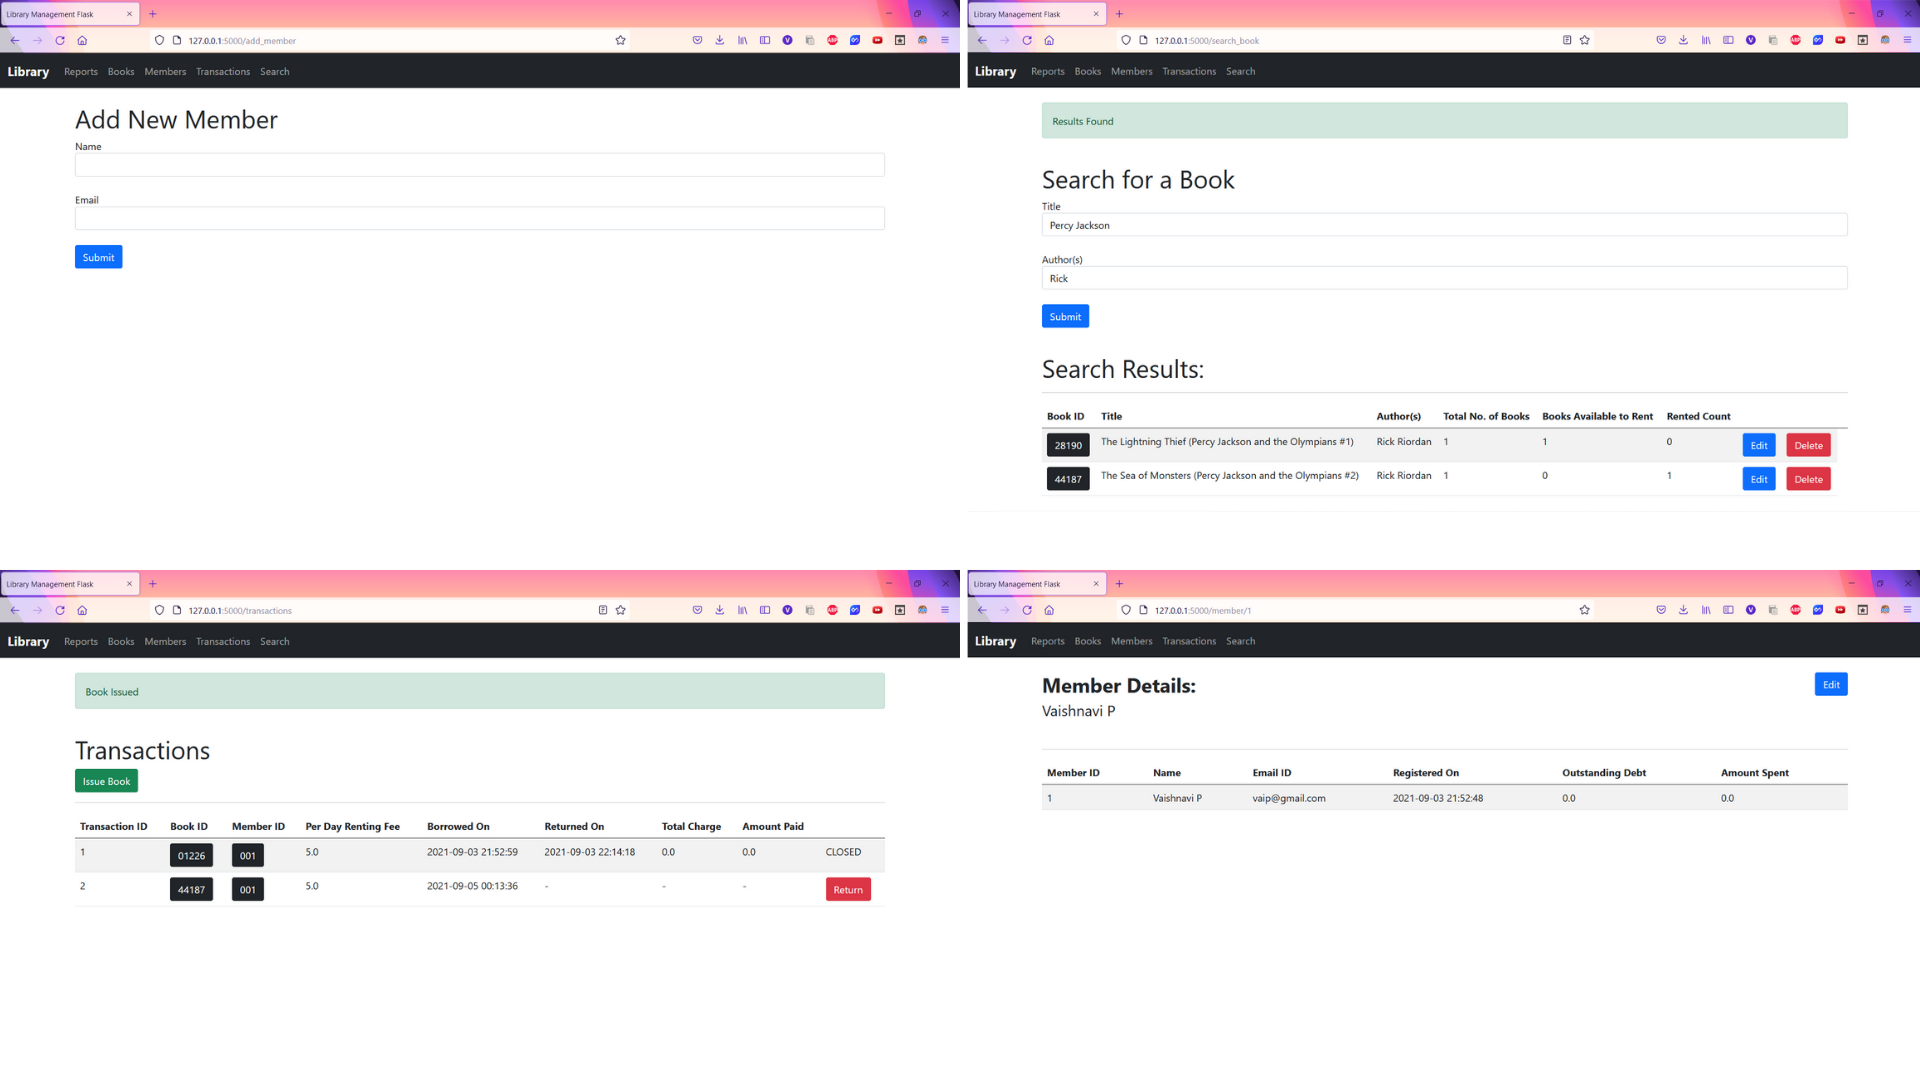 Library Management Flask
127.0.0.1:5000/add_member
Library Reports Books Members Transactions Search
Add New Member
Name
Email
Submit
Library Management Flask
127.0.0.1:5000/search_book
Library Reports Books Members Transactions Search
Results Found
Search for a Book
Title
Percy Jackson
Author(s)
Rick
Submit
Search Results:
Book ID Title Author(s) Total No. of Books Books Available to Rent Rented Count
28190 The Lightning Thief (Percy Jackson and the Olympians #1) Rick Riordan 1 1 0 Edit Delete
44187 The Sea of Monsters (Percy Jackson and the Olympians #2) Rick Riordan 1 0 1 Edit Delete
Library Management Flask
127.0.0.1:5000/transactions
Library Reports Books Members Transactions Search
Book Issued
Transactions
Issue Book
Transaction ID Book ID Member ID Per Day Renting Fee Borrowed On Returned On Total Charge Amount Paid
1 01226 001 5.0 2021-09-03 21:52:59 2021-09-03 22:14:18 0.0 0.0 CLOSED
2 44187 001 5.0 2021-09-05 00:13:36 - - - Return
Library Management Flask
127.0.0.1:5000/member/1
Library Reports Books Members Transactions Search
Member Details: Edit
Vaishnavi P
Member ID Name Email ID Registered On Outstanding Debt Amount Spent
1 Vaishnavi P vaip@gmail.com 2021-09-03 21:52:48 0.0 0.0